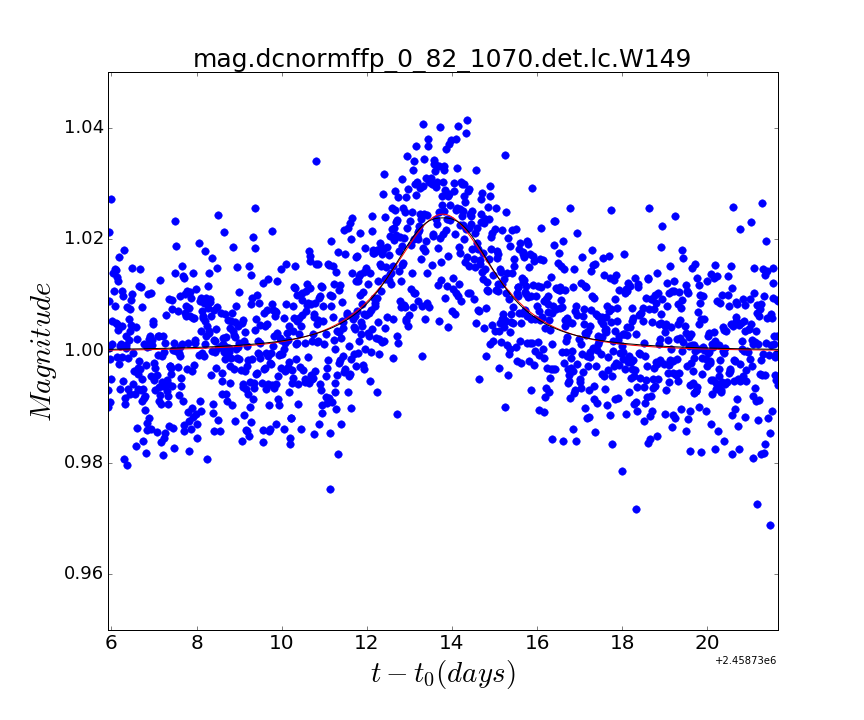 mag.dcnormffp_0_82_1070.det.lc.W149
1.04
1.02
1.00
0.98
0.96
Magnitude
6 8 10 12 14 16 18 20
+2.45873e6
t − t₀(days)